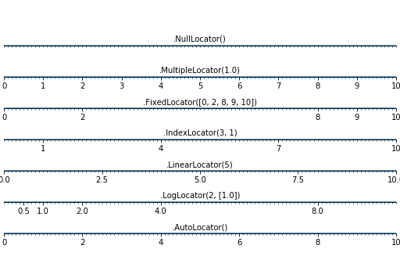 .NullLocator()
.MultipleLocator(1.0)
0 1 2 3 4 5 6 7 8 9 10
.FixedLocator([0, 2, 8, 9, 10])
0 2 8 9 10
.IndexLocator(3, 1)
1 4 7 10
.LinearLocator(5)
0.0 2.5 5.0 7.5 10.0
.LogLocator(2, [1.0])
0.5 1.0 2.0 4.0 8.0
.AutoLocator()
0 2 4 6 8 10